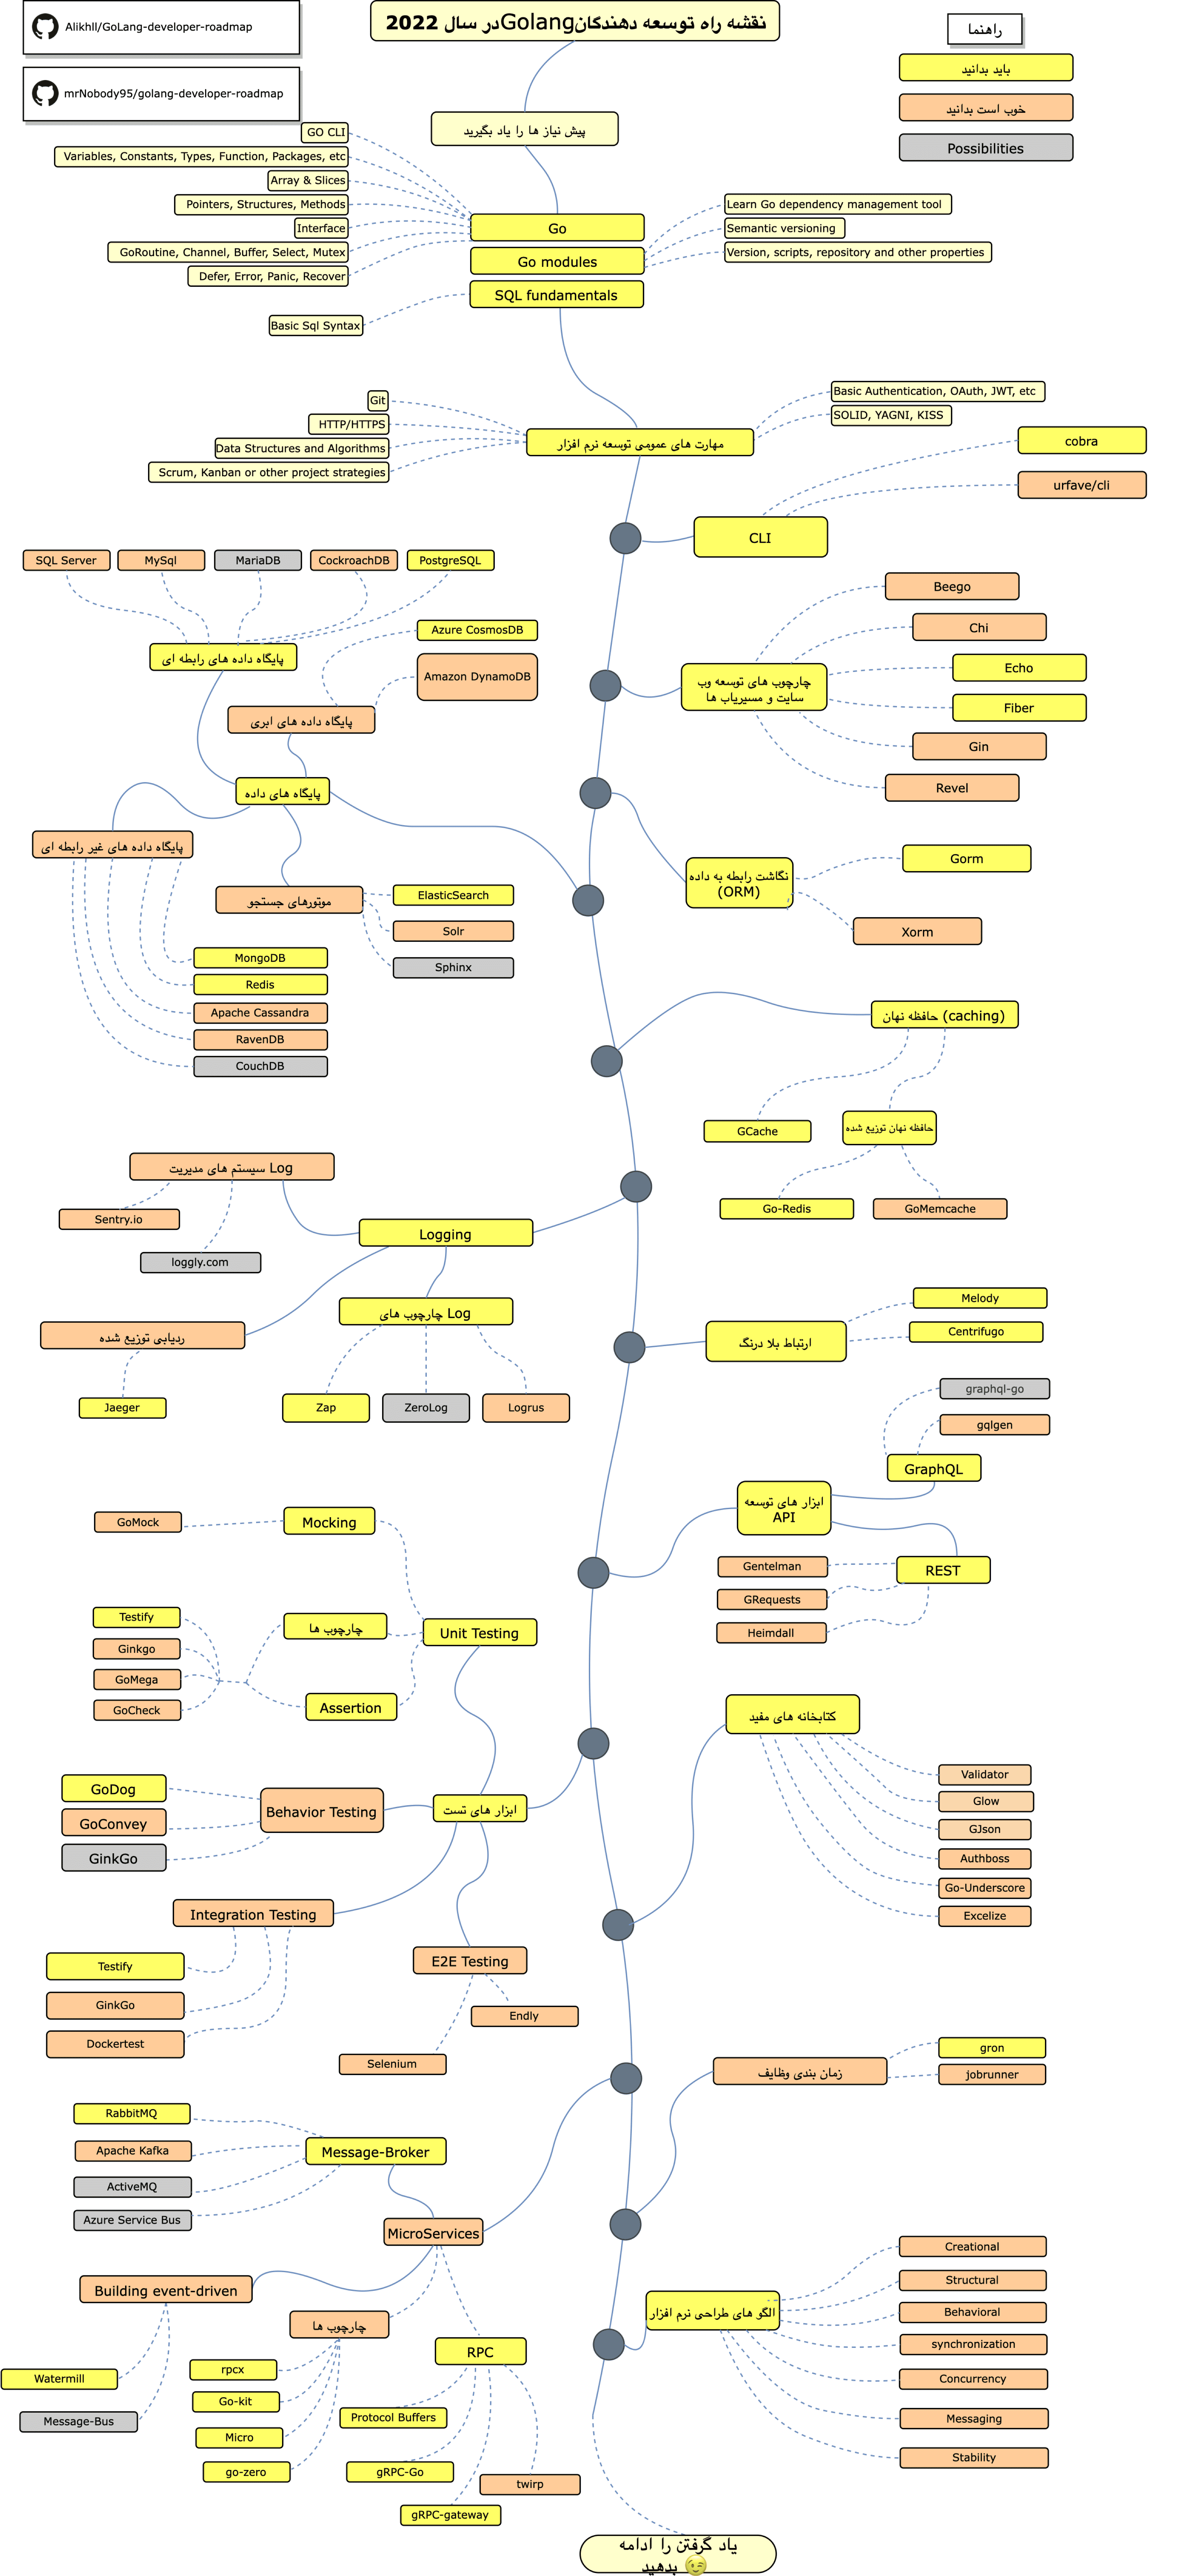 Alikhll/GoLang-developer-roadmap
mrNobody95/golang-developer-roadmap
نقشه راه توسعه دهندگانGolangدر سال 2022
راهنما
باید بدانید
خوب است بدانید
Possibilities
پیش نیاز ها را یاد بگیرید
GO CLI
Variables, Constants, Types, Function, Packages, etc
Array & Slices
Pointers, Structures, Methods
Interface
GoRoutine, Channel, Buffer, Select, Mutex
Defer, Error, Panic, Recover
Go
Go modules
SQL fundamentals
Learn Go dependency management tool
Semantic versioning
Version, scripts, repository and other properties
Basic Sql Syntax
Git
HTTP/HTTPS
Data Structures and Algorithms
Scrum, Kanban or other project strategies
مهارت های عمومی توسعه نرم افزار
Basic Authentication, OAuth, JWT, etc
SOLID, YAGNI, KISS
cobra
urfave/cli
CLI
SQL Server
MySql
MariaDB
CockroachDB
PostgreSQL
پایگاه داده های رابطه ای
Azure CosmosDB
Amazon DynamoDB
پایگاه داده های ابری
پایگاه های داده
Beego
Chi
Echo
Fiber
Gin
Revel
چارچوب های توسعه وب
سایت و مسیریاب ها
پایگاه داده های غیر رابطه ای
موتورهای جستجو
ElasticSearch
Solr
Sphinx
MongoDB
Redis
Apache Cassandra
RavenDB
CouchDB
نگاشت رابطه به داده
(ORM)
Gorm
Xorm
حافظه نهان (caching)
GCache
حافظه نهان توزیع شده
Go-Redis
GoMemcache
سیستم های مدیریت Log
Sentry.io
loggly.com
Logging
چارچوب های Log
ردیابی توزیع شده
Jaeger
Zap
ZeroLog
Logrus
ارتباط بلا درنگ
Melody
Centrifugo
graphql-go
gqlgen
GraphQL
ابزار های توسعه
API
REST
Gentelman
GRequests
Heimdall
GoMock
Mocking
Testify
Ginkgo
GoMega
GoCheck
چارچوب ها
Unit Testing
Assertion
کتابخانه های مفید
Validator
Glow
GJson
Authboss
Go-Underscore
Excelize
GoDog
GoConvey
GinkGo
Behavior Testing
ابزار های تست
Integration Testing
Testify
GinkGo
Dockertest
E2E Testing
Endly
Selenium
زمان بندی وظایف
gron
jobrunner
RabbitMQ
Apache Kafka
ActiveMQ
Azure Service Bus
Message-Broker
MicroServices
Building event-driven
Watermill
Message-Bus
چارچوب ها
rpcx
Go-kit
Micro
go-zero
RPC
Protocol Buffers
gRPC-Go
gRPC-gateway
twirp
الگو های طراحی نرم افزار
Creational
Structural
Behavioral
synchronization
Concurrency
Messaging
Stability
یاد گرفتن را ادامه
بدهید 😉